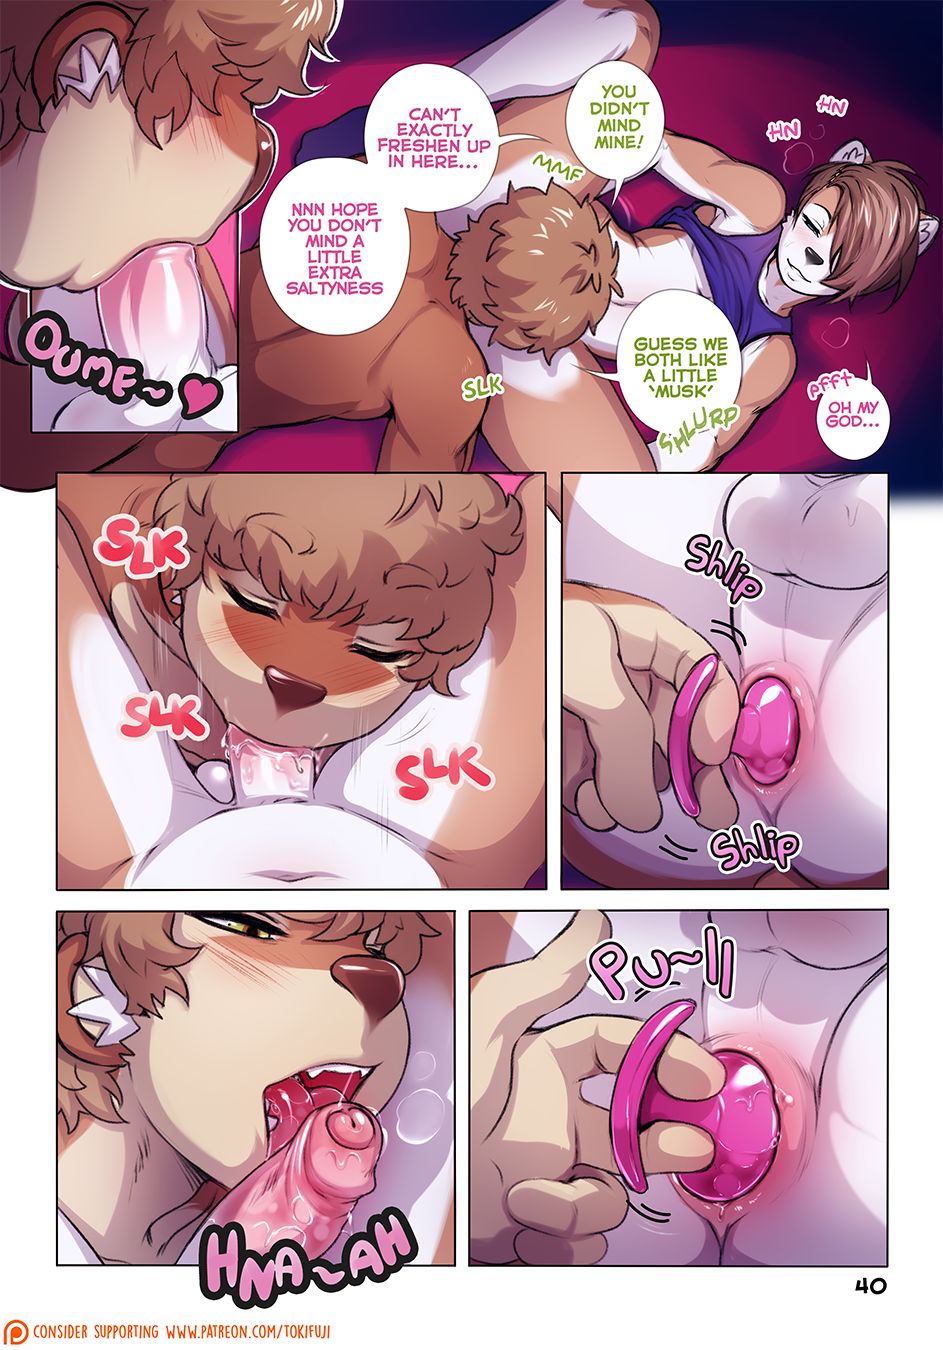 CAN'T
EXACTLY
FRESHEN UP
IN HERE...
NNN HOPE
YOU DON'T
MIND A
LITTLE
EXTRA
SALTYNESS
YOU
DIDN'T
MIND
MINE!
MMF
HN
HN
HN
OUMF~♥
SLK
GUESS WE
BOTH LIKE
A LITTLE
'MUSK'
SHLURP
pfft
OH MY
GOD...
SLK
SLK
SLK
Shlip
Shlip
HNA~AH
PU~ll
40
CONSIDER SUPPORTING WWW.PATREON.COM/TOKIFUJI